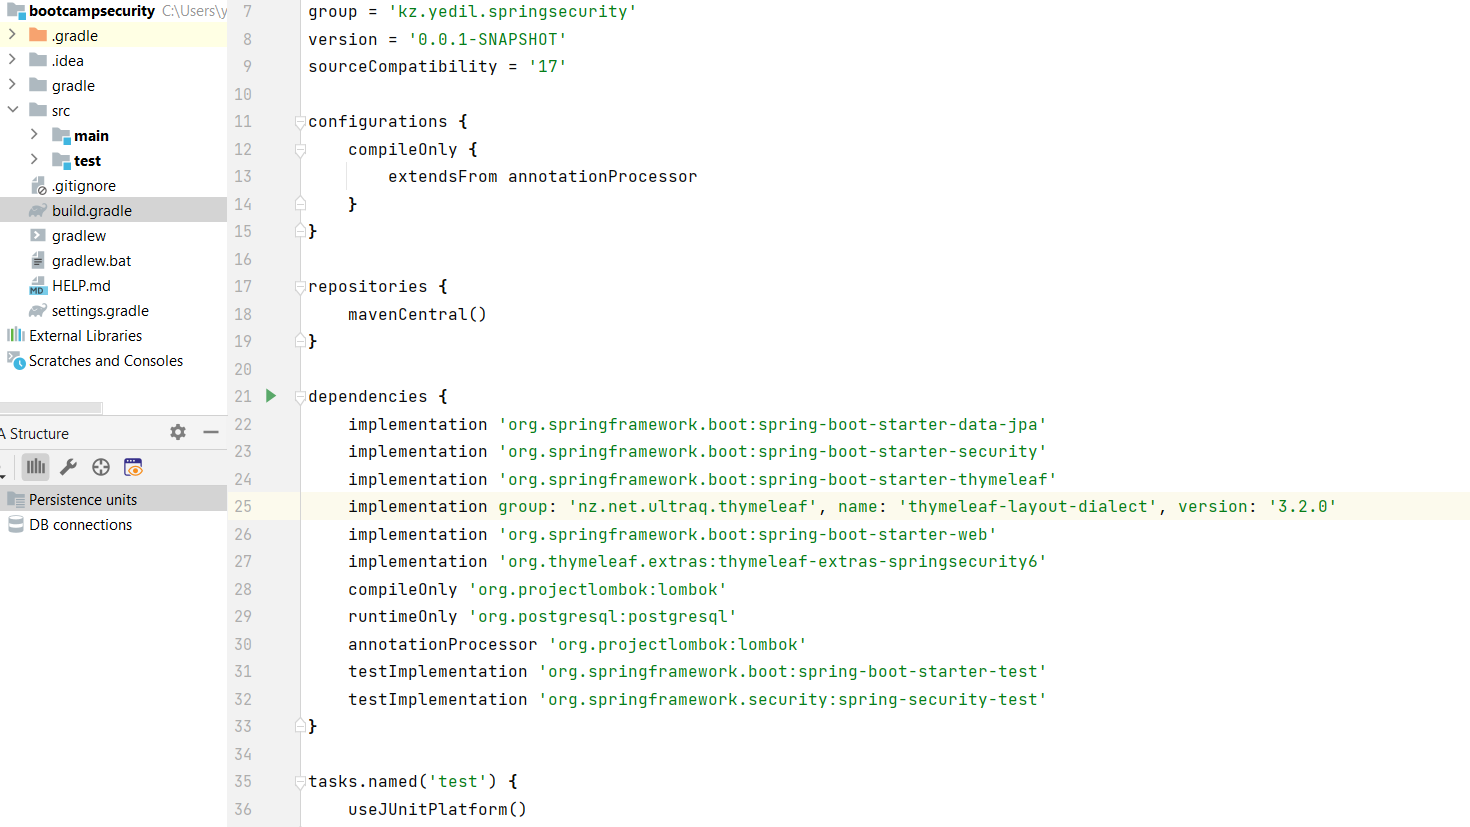 bootcampsecurity C:\Users\y
.gradle
.idea
gradle
src
main
test
.gitignore
build.gradle
gradlew
gradlew.bat
HELP.md
settings.gradle
External Libraries
Scratches and Consoles
A Structure
Persistence units
DB connections
7 group = 'kz.yedil.springsecurity'
8 version = '0.0.1-SNAPSHOT'
9 sourceCompatibility = '17'
10
11 configurations {
12 compileOnly {
13 extendsFrom annotationProcessor
14 }
15 }
16
17 repositories {
18 mavenCentral()
19 }
20
21 dependencies {
22 implementation 'org.springframework.boot:spring-boot-starter-data-jpa'
23 implementation 'org.springframework.boot:spring-boot-starter-security'
24 implementation 'org.springframework.boot:spring-boot-starter-thymeleaf'
25 implementation group: 'nz.net.ultraq.thymeleaf', name: 'thymeleaf-layout-dialect', version: '3.2.0'
26 implementation 'org.springframework.boot:spring-boot-starter-web'
27 implementation 'org.thymeleaf.extras:thymeleaf-extras-springsecurity6'
28 compileOnly 'org.projectlombok:lombok'
29 runtimeOnly 'org.postgresql:postgresql'
30 annotationProcessor 'org.projectlombok:lombok'
31 testImplementation 'org.springframework.boot:spring-boot-starter-test'
32 testImplementation 'org.springframework.security:spring-security-test'
33 }
34
35 tasks.named('test') {
36 useJUnitPlatform()